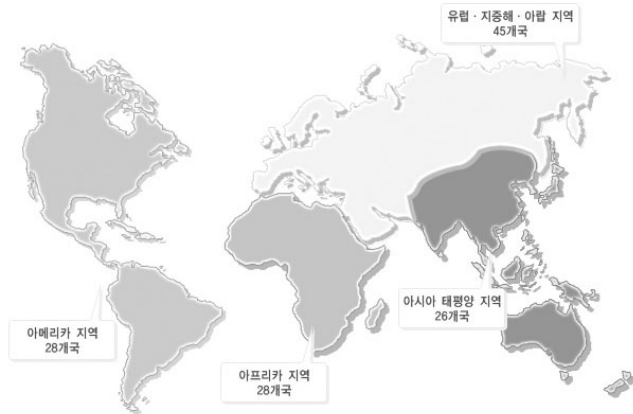 유럽 · 지중해 · 아랍 지역
45개국
아시아 태평양 지역
26개국
아메리카 지역
28개국
아프리카 지역
28개국